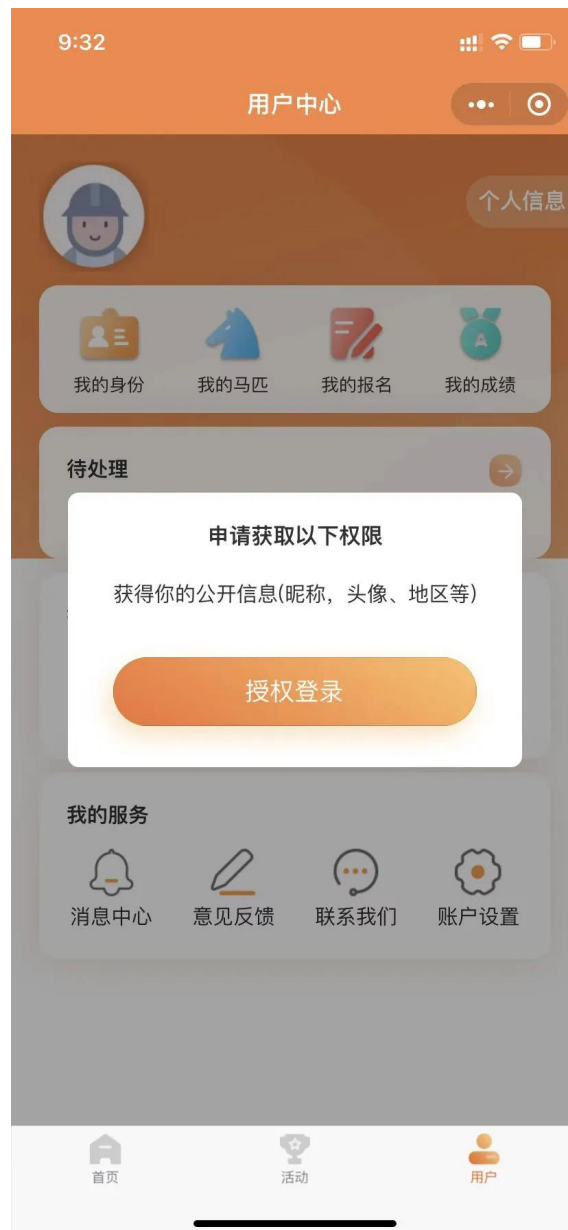 9:32
用户中心
个人信息
我的身份 我的马匹 我的报名 我的成绩
A
待处理
申请获取以下权限
获得你的公开信息(昵称，头像、地区等)
授权登录
我的服务
消息中心 意见反馈 联系我们 账户设置
首页 活动 用户